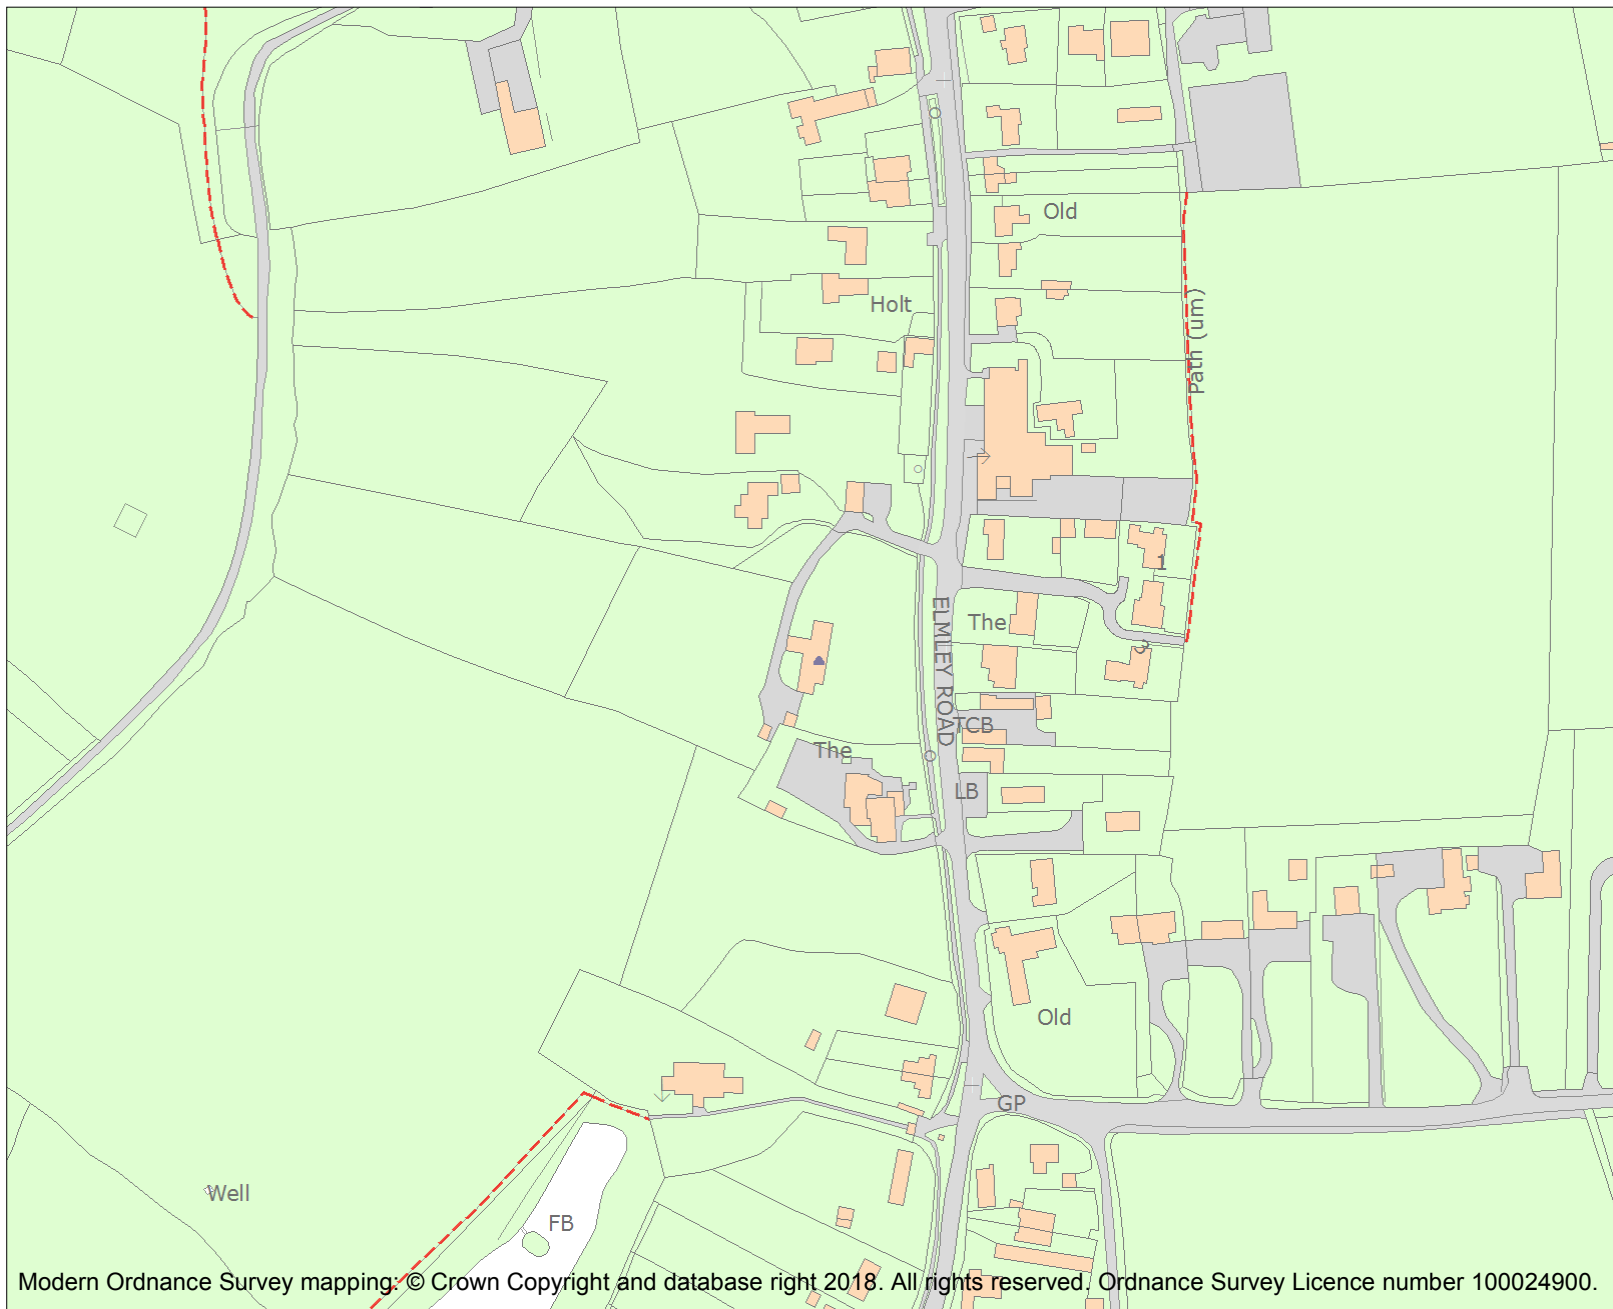 Old
Holt
Path (um)
1
ELMLEY ROAD
The
3
TCB
The
LB
Old
GP
Well
FB
Modern Ordnance Survey mapping: © Crown Copyright and database right 2018. All rights reserved. Ordnance Survey Licence number 100024900.